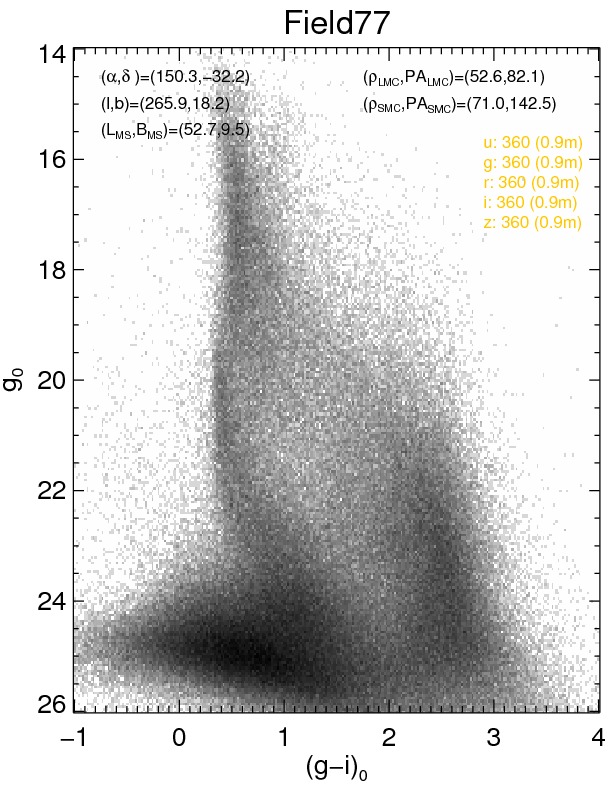 Field77
(α,δ )=(150.3,−32.2)
(ρLMC,PALMC)=(52.6,82.1)
(l,b)=(265.9,18.2)
(ρSMC,PASMC)=(71.0,142.5)
(LMS,BMS)=(52.7,9.5)
u: 360 (0.9m)
g: 360 (0.9m)
r: 360 (0.9m)
i: 360 (0.9m)
z: 360 (0.9m)
14
16
18
20
22
24
26
g0
−1 0 1 2 3 4
(g−i)0